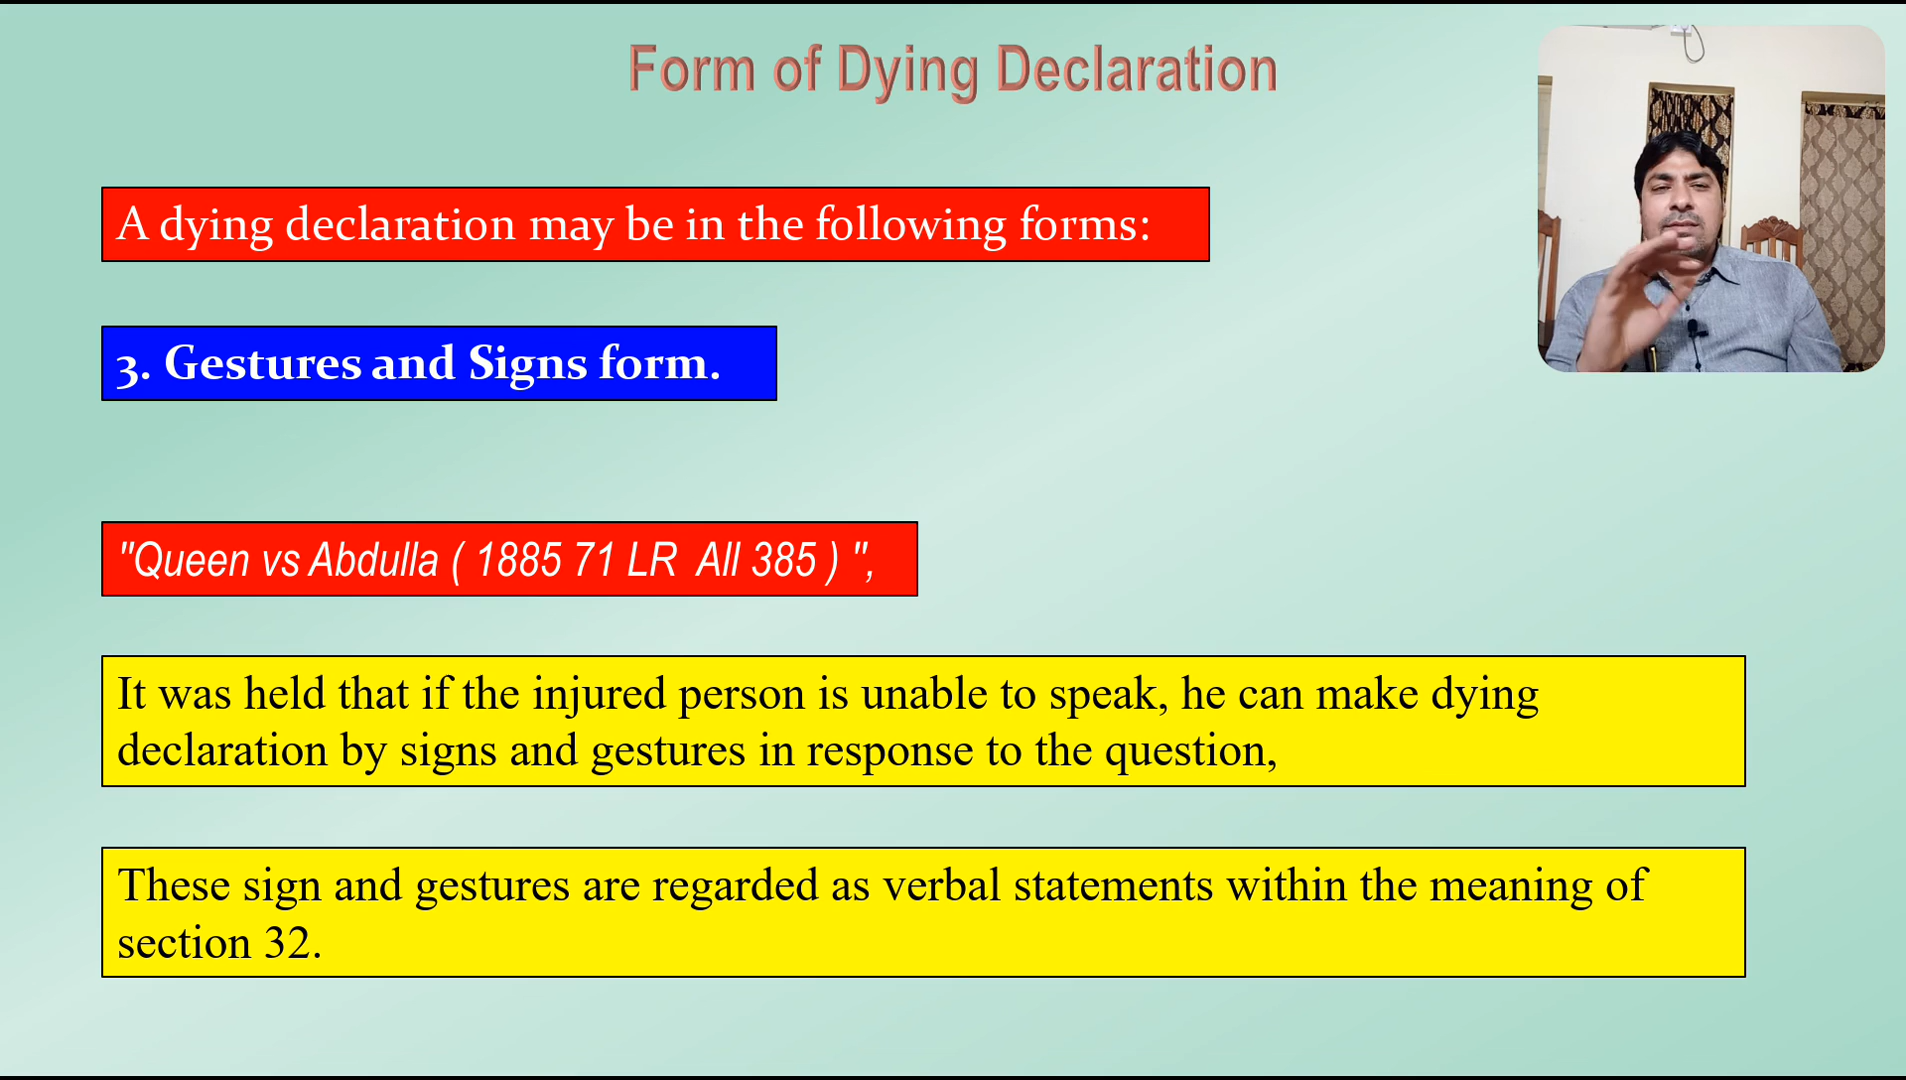 Form of Dying Declaration
A dying declaration may be in the following forms:
3. Gestures and Signs form.
"Queen vs Abdulla ( 1885 71 LR All 385 ) ",
It was held that if the injured person is unable to speak, he can make dying
declaration by signs and gestures in response to the question,
These sign and gestures are regarded as verbal statements within the meaning of
section 32.